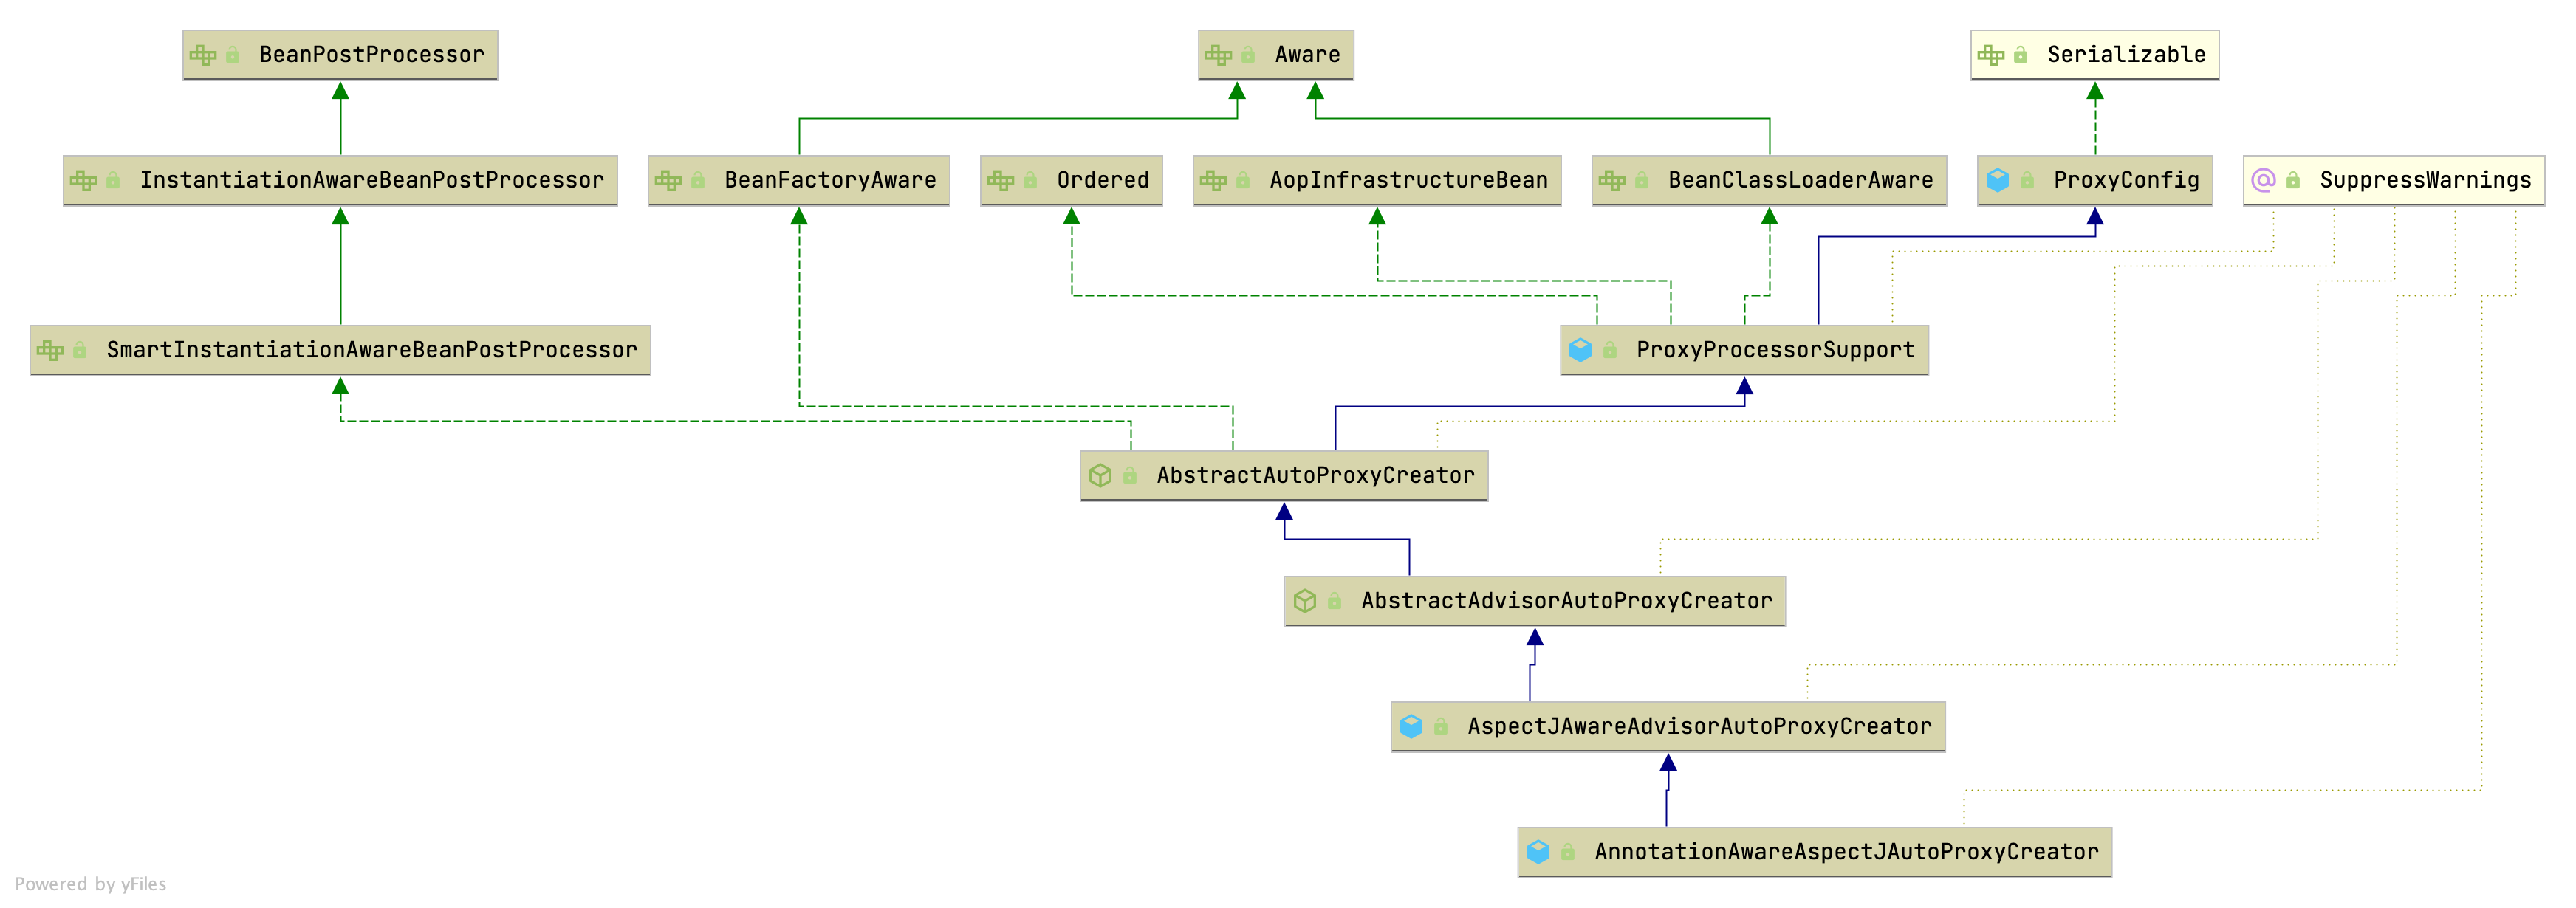 BeanPostProcessor
Aware
Serializable
InstantiationAwareBeanPostProcessor
BeanFactoryAware
Ordered
AopInfrastructureBean
BeanClassLoaderAware
ProxyConfig
@ SuppressWarnings
SmartInstantiationAwareBeanPostProcessor
ProxyProcessorSupport
AbstractAutoProxyCreator
AbstractAdvisorAutoProxyCreator
AspectJAwareAdvisorAutoProxyCreator
AnnotationAwareAspectJAutoProxyCreator
Powered by yFiles